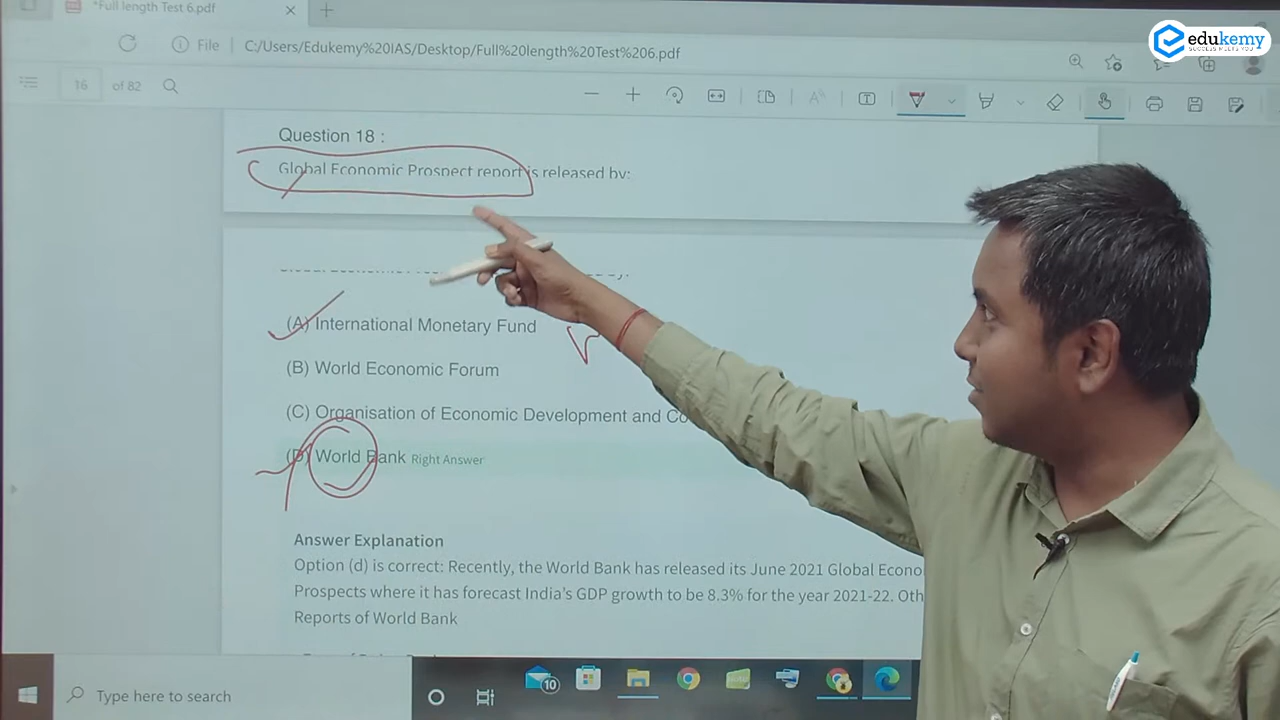 *Full length Test 6.pdf
edukemy
SUCCESS MEETS YOU
File C:/Users/Edukemy%20IAS/Desktop/Full%20length%20Test%206.pdf
16 of 82
Question 18 :
Global Economic Prospect report is released by:
(A) International Monetary Fund
(B) World Economic Forum
(C) Organisation of Economic Development and Co
(D) World Bank Right Answer
Answer Explanation
Option (d) is correct: Recently, the World Bank has released its June 2021 Global Econo
Prospects where it has forecast India's GDP growth to be 8.3% for the year 2021-22. Oth
Reports of World Bank
Type here to search
10